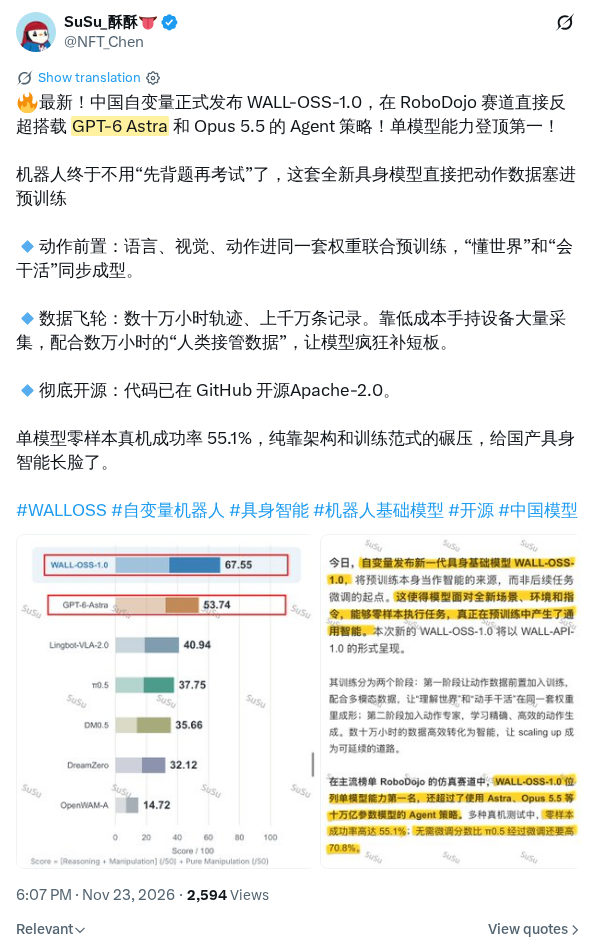 SuSu_酥酥👅
@NFT_Chen
Show translation
🔥最新！中国自变量正式发布 WALL-OSS-1.0，在 RoboDojo 赛道直接反
超搭载 GPT-6 Astra 和 Opus 5.5 的 Agent 策略！单模型能力登顶第一！
机器人终于不用“先背题再考试”了，这套全新具身模型直接把动作数据塞进
预训练
🔹动作前置：语言、视觉、动作进同一套权重联合预训练，“懂世界”和“会
干活”同步成型。
🔹数据飞轮：数十万小时轨迹、上千万条记录。靠低成本手持设备大量采
集，配合数万小时的“人类接管数据”，让模型疯狂补短板。
🔹彻底开源：代码已在 GitHub 开源Apache-2.0。
单模型零样本真机成功率 55.1%，纯靠架构和训练范式的碾压，给国产具身
智能长脸了。
#WALLOSS #自变量机器人 #具身智能 #机器人基础模型 #开源 #中国模型
WALL-OSS-1.0 67.55
GPT-6-Astra 53.74
Lingbot-VLA-2.0 40.94
π0.5 37.75
DM0.5 35.66
DreamZero 32.12
OpenWAM-A 14.72
0 20 40 60 80 100
Score / 100
Score = [Reasoning + Manipulation] (/50) + Pure Manipulation (/50)
SuSu SuSu SuSu
SuSu SuSu
SuSu SuSu SuSu SuSu
今日，自变量发布新一代具身基础模型 WALL-OSS-
1.0，将预训练本身当作智能的来源，而非后续任务
微调的起点。这使得模型面对全新场景、环境和指
令，能够零样本执行任务，真正在预训练中产生了通
用智能。本次新的 WALL-OSS-1.0 将以 WALL-API-
1.0 的形式呈现。
其训练分为两个阶段：第一阶段让动作数据前置加入训练，
配合多模态数据，让“理解世界”和“动手干活”在同一套权重
里成形；第二阶段加入动作专家，学习精确、高效的动作生
成。数十万小时的数据高效转化为智能，让 scaling up 成
为可延续的道路。
在主流榜单 RoboDojo 的仿真赛道中，WALL-OSS-1.0 位
列单模型能力第一名，还超过了使用 Astra、Opus 5.5 等
十万亿参数模型的 Agent 策略。多种真机测试中，零样本
成功率高达 55.1%；无需微调分数比 π0.5 经过微调还要高
70.8%。
6:07 PM · Nov 23, 2026 · 2,594 Views
Relevant
View quotes